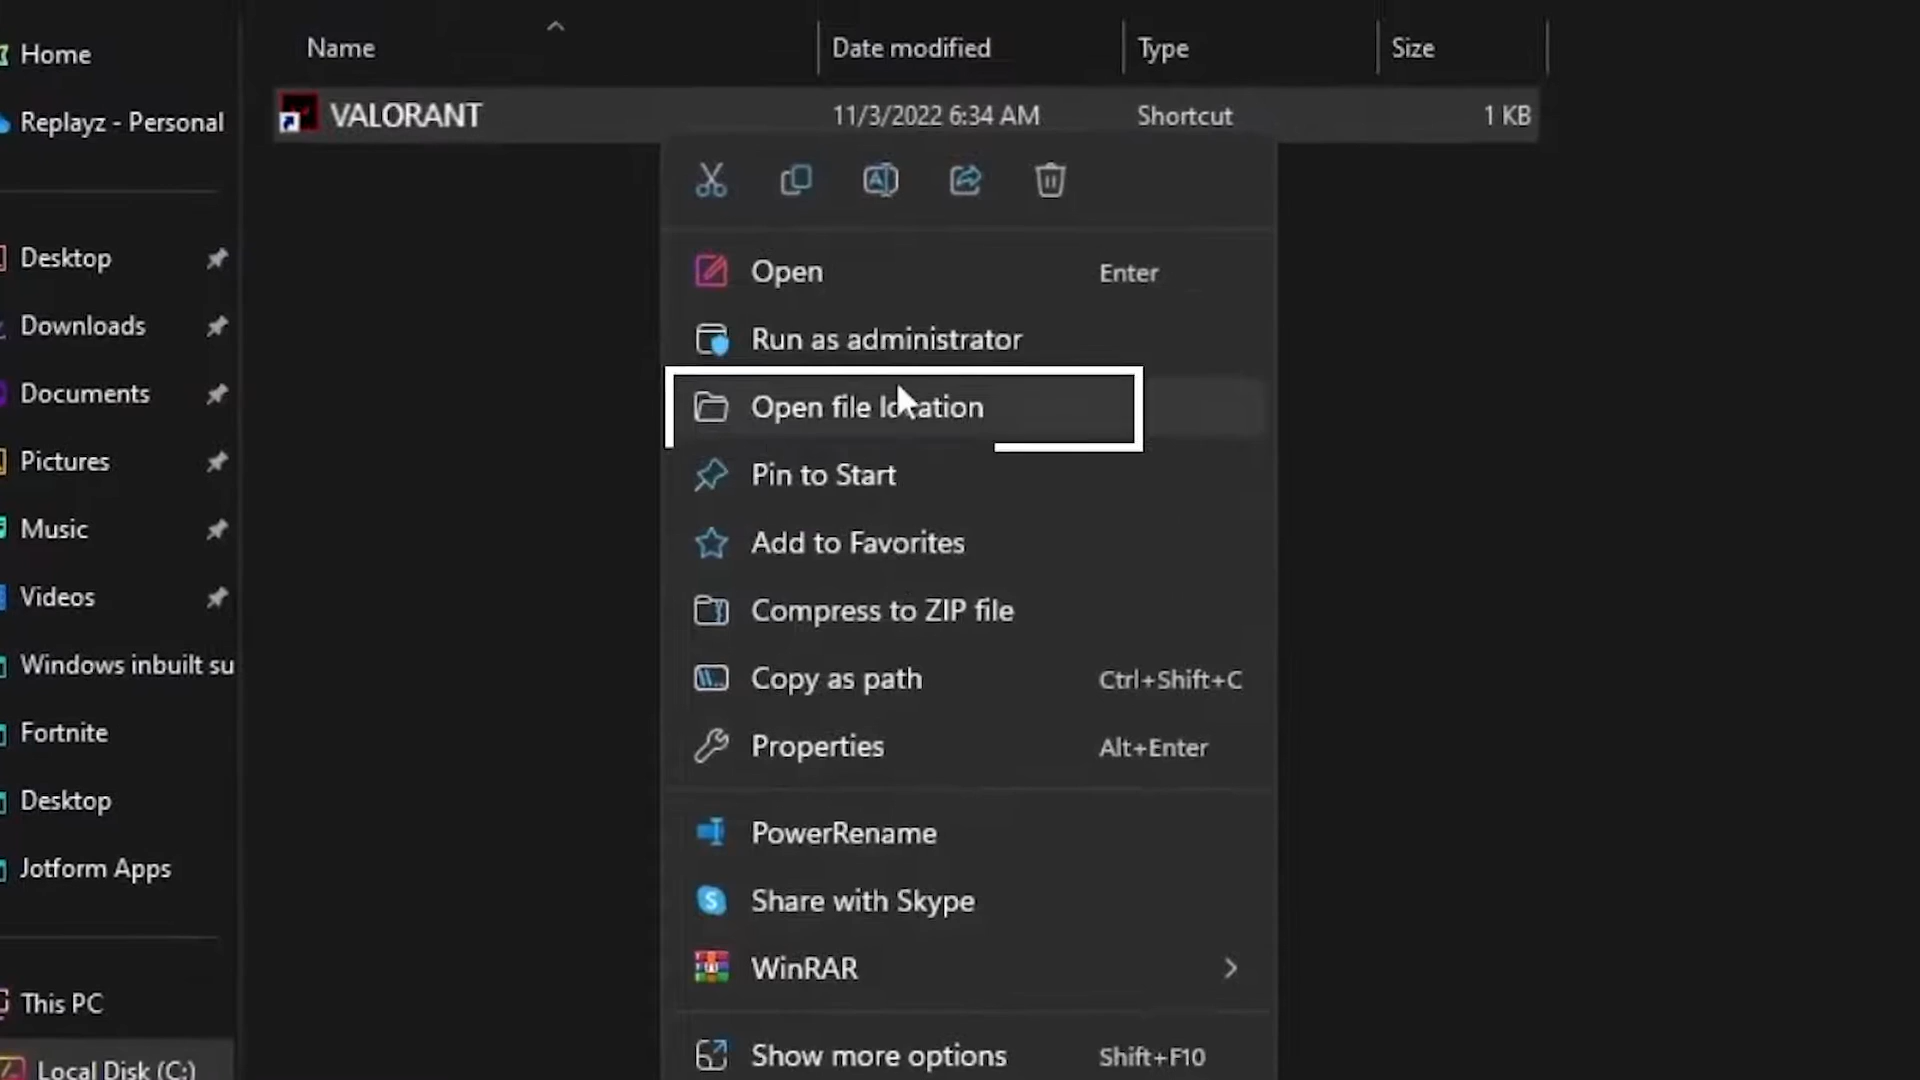 Home
Replayz - Personal
Desktop
Downloads
Documents
Pictures
Music
Videos
Windows inbuilt su
Fortnite
Desktop
Jotform Apps
This PC
Local Disk (C:)
Name Date modified Type Size
VALORANT 11/3/2022 6:34 AM Shortcut 1 KB
Open Enter
Run as administrator
Open file location
Pin to Start
Add to Favorites
Compress to ZIP file
Copy as path Ctrl+Shift+C
Properties Alt+Enter
PowerRename
Share with Skype
WinRAR
Show more options Shift+F10